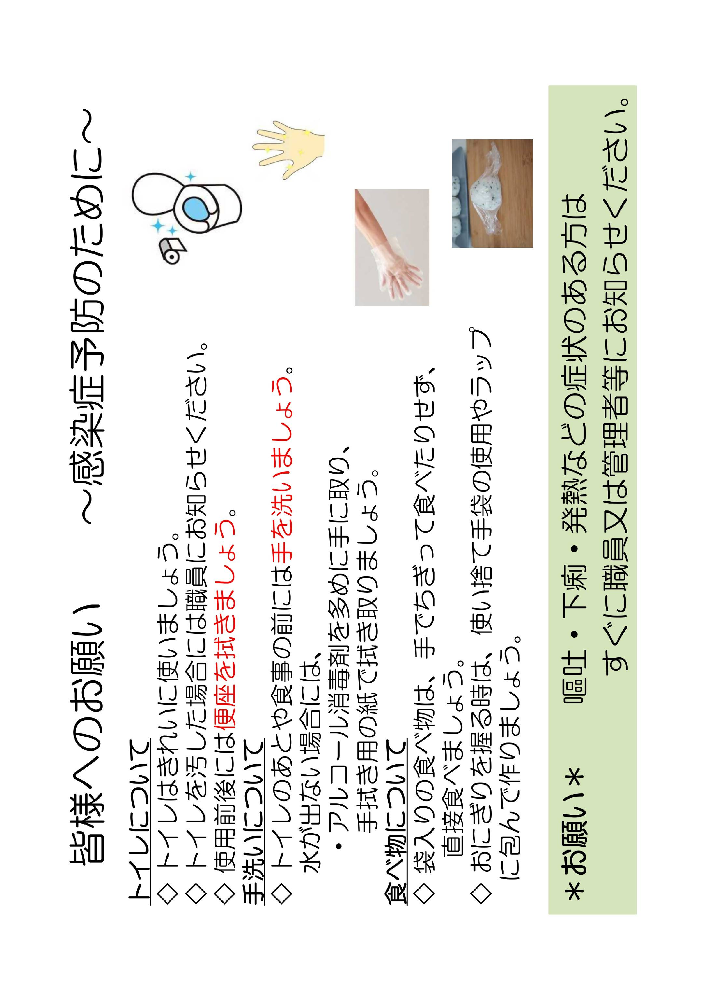 皆様へのお願い　～感染症予防のために～
トイレについて
◇ トイレはきれいに使いましょう。
◇ トイレを汚した場合には職員にお知らせください。
◇ 使用前後には便座を拭きましょう。
手洗いについて
◇ トイレのあとや食事の前には手を洗いましょう。
水が出ない場合には、
・アルコール消毒剤を多めに手に取り、
手拭き用の紙で拭き取りましょう。
食べ物について
◇ 袋入りの食べ物は、手でちぎって食べたりせず、
直接食べましょう。
◇ おにぎりを握る時は、使い捨て手袋の使用やラップ
に包んで作りましょう。
＊お願い＊　嘔吐・下痢・発熱などの症状のある方は
すぐに職員又は管理者等にお知らせください。